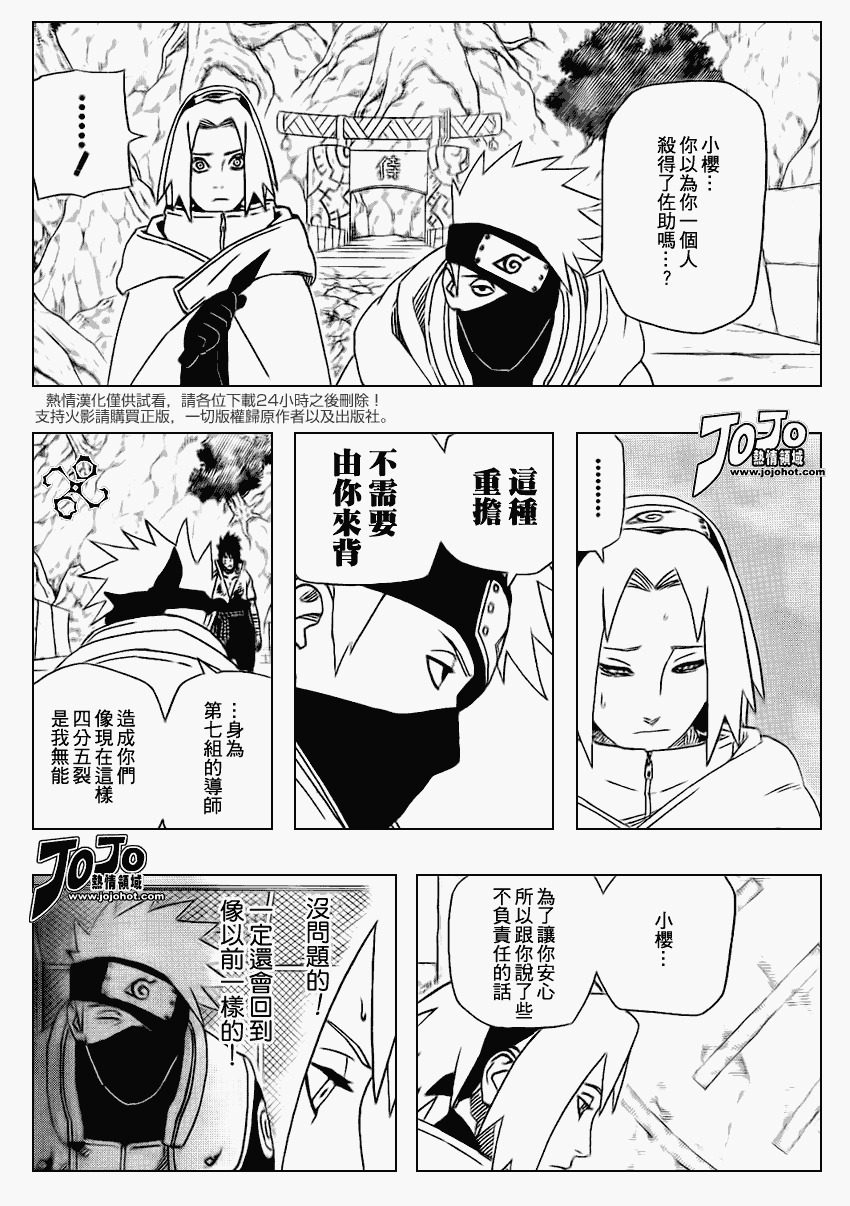 小櫻…
你以為你一個人
殺得了佐助嗎…?
……
侍
熱情漢化僅供試看，請各位下載24小時之後刪除！
支持火影請購買正版，一切版權歸原作者以及出版社。
JOJO
熱情領域
www.jojohot.com
………
這種
重擔
不需要
由你來背
…身為
第七組的導師
造成你們
像現在這樣
四分五裂
是我無能
小櫻…
為了讓你安心
所以跟你說了些
不負責任的話
沒問題的！
一定還會回到
像以前一樣的！
JOJO
熱情領域
www.jojohot.com